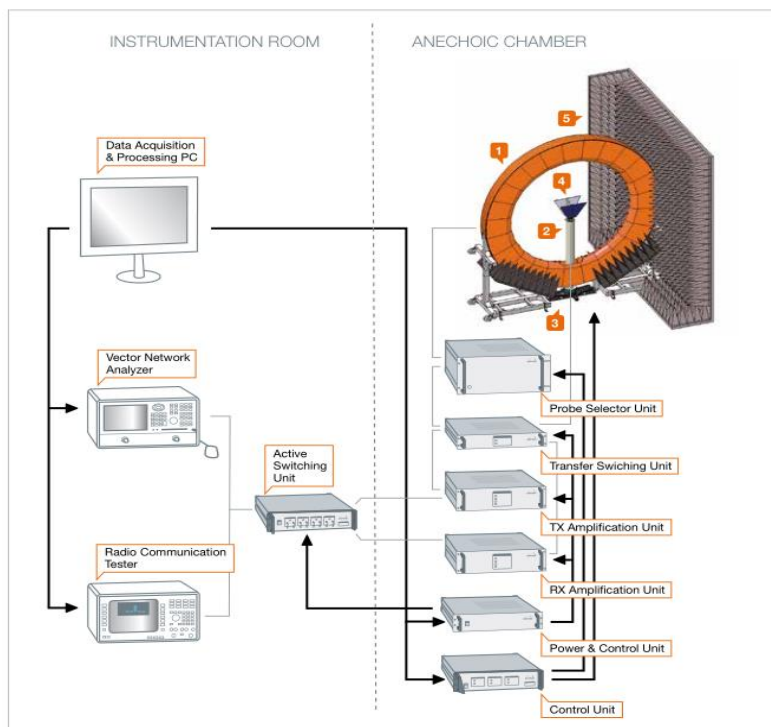 INSTRUMENTATION ROOM
ANECHOIC CHAMBER
5
1
4
2
3
Data Acquisition
& Processing PC
Vector Network
Analyzer
Probe Selector Unit
Active
Switching
Unit
Transfer Swiching Unit
TX Amplification Unit
Radio Communication
Tester
RX Amplification Unit
Power & Control Unit
Control Unit